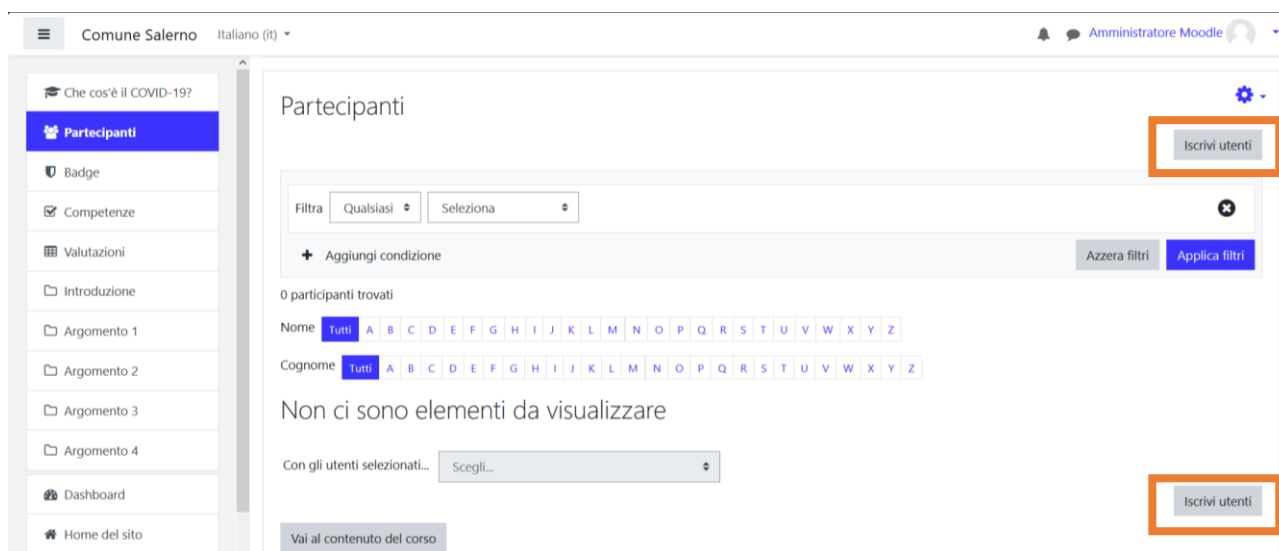 Comune Salerno Italiano (it)
Amministratore Moodle
Che cos'è il COVID-19?
Partecipanti
Badge
Competenze
Valutazioni
Introduzione
Argomento 1
Argomento 2
Argomento 3
Argomento 4
Dashboard
Home del sito
Partecipanti
Iscrivi utenti
Filtra Qualsiasi Seleziona
Aggiungi condizione Azzera filtri Applica filtri
0 participanti trovati
Nome Tutti A B C D E F G H I J K L M N O P Q R S T U V W X Y Z
Cognome Tutti A B C D E F G H I J K L M N O P Q R S T U V W X Y Z
Non ci sono elementi da visualizzare
Con gli utenti selezionati... Scegli...
Iscrivi utenti
Vai al contenuto del corso